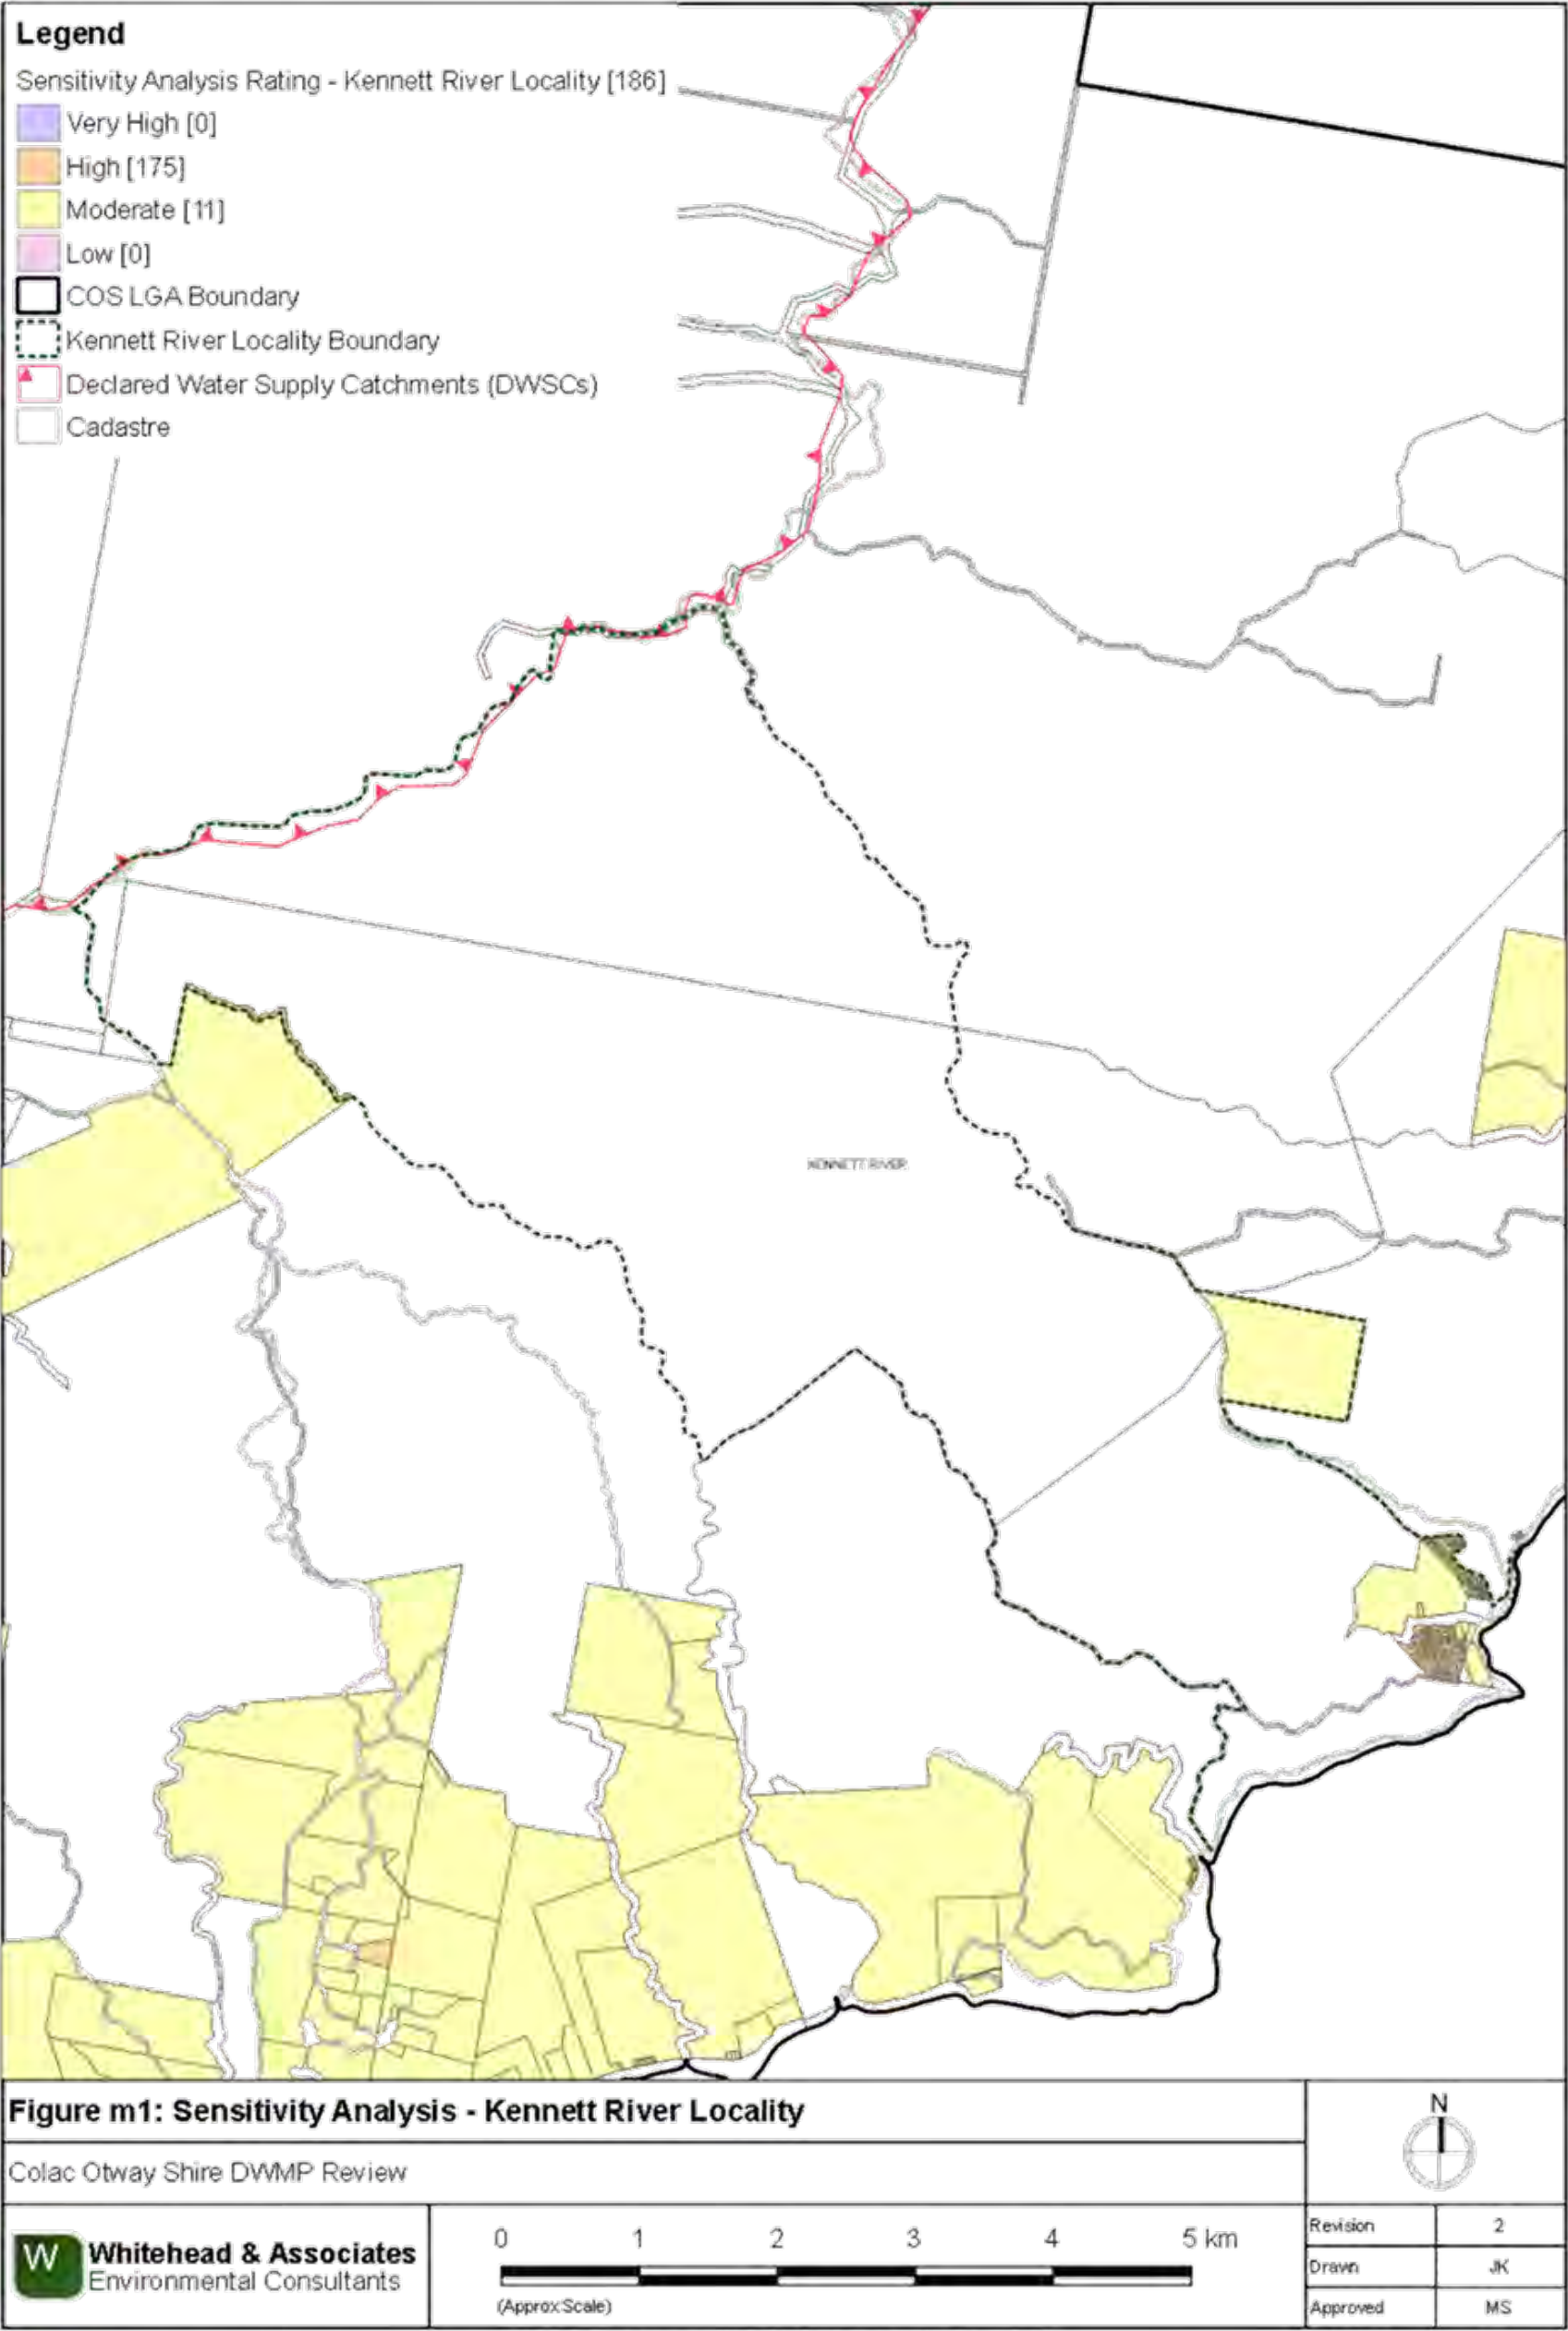 Legend
Sensitivity Analysis Rating - Kennett River Locality [186]
Very High [0]
High [175]
Moderate [11]
Low [0]
COS LGA Boundary
Kennett River Locality Boundary
Declared Water Supply Catchments (DWSCs)
Cadastre
KENNETT RIVER
Figure m1: Sensitivity Analysis - Kennett River Locality
N
Colac Otway Shire DWMP Review
W
Whitehead & Associates
Environmental Consultants
0 1 2 3 4 5 km
(Approx Scale)
Revision 2
Drawn JK
Approved MS